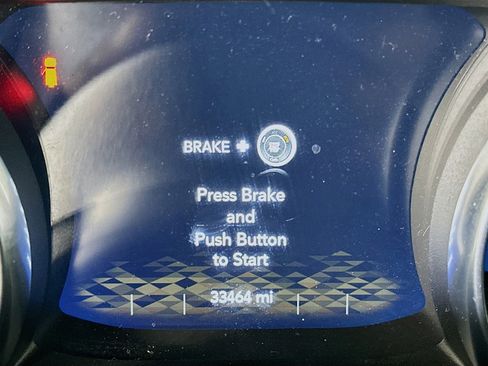 BRAKE +
Press Brake
and
Push Button
to Start
33464 mi